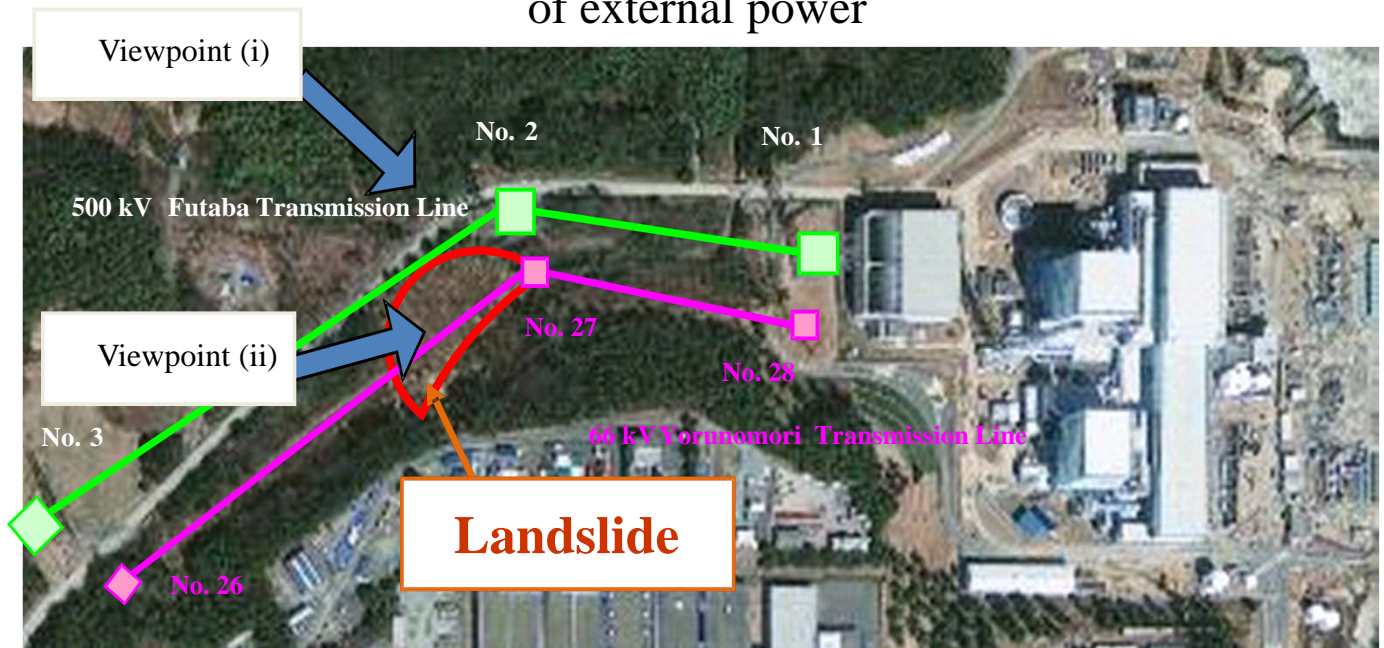 of external power
Viewpoint (i)
No. 2
No. 1
500 kV Futaba Transmission Line
No. 27
Viewpoint (ii)
No. 28
No. 3
66 kV Yorunomori Transmission Line
Landslide
No. 26